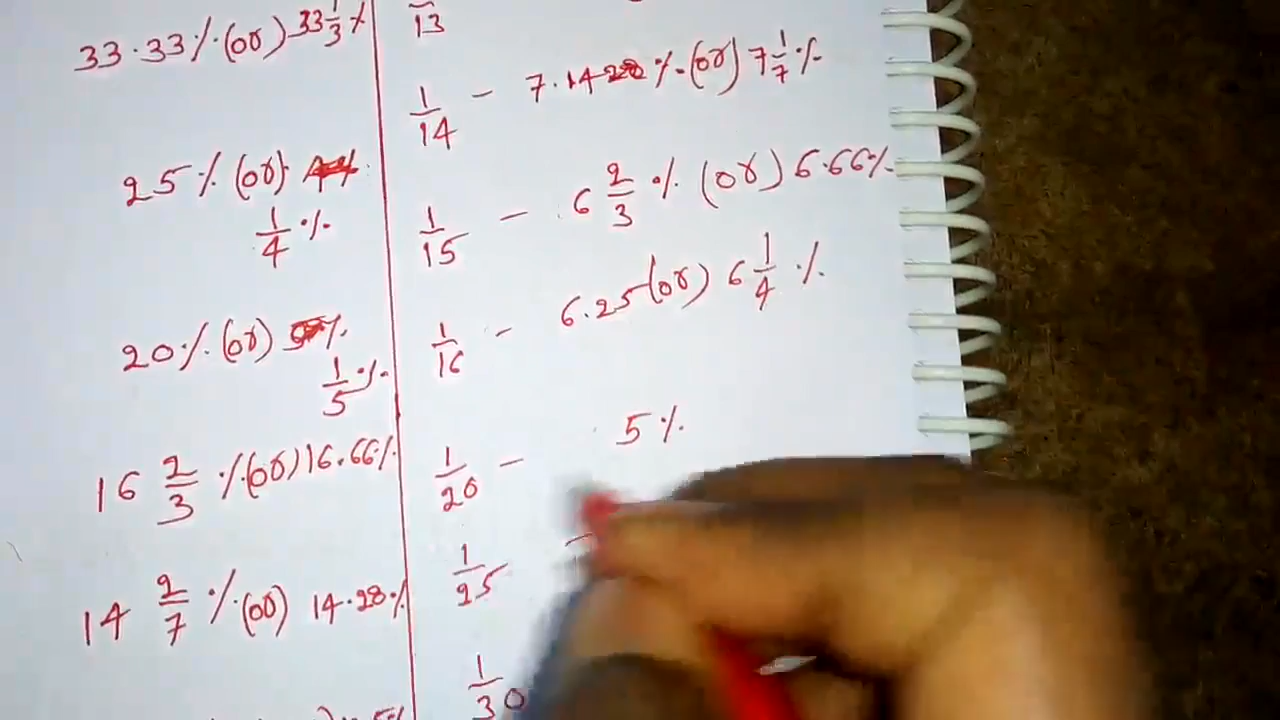 33.33% (or) 33 1/3 %
25% (or)
1/4 %
20% (or)
1/5 %
16 2/3 % (or) 16.66%
14 2/7 % (or) 14.28%
13
1/14 - 7.1428 % (or) 7 1/7 %
1/15 - 6 2/3 % (or) 6.66%
1/16 - 6.25 (or) 6 1/4 %
1/20 - 5%
1/25
1/30